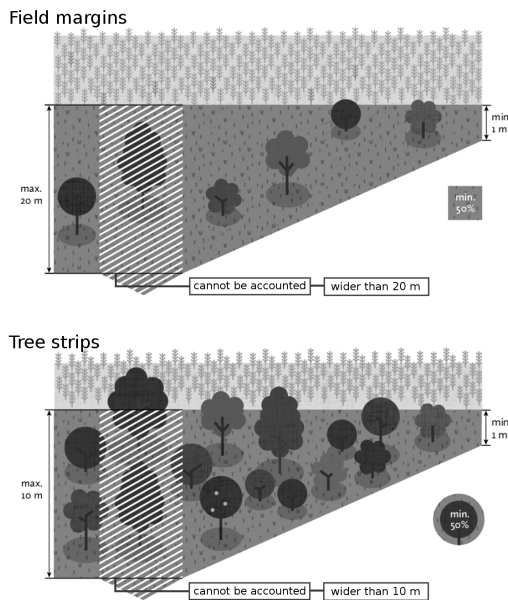 Field margins
min.
1 m
max.
20 m
min.
50%
cannot be accounted
wider than 20 m
Tree strips
min.
1 m
max.
10 m
min.
50%
cannot be accounted
wider than 10 m